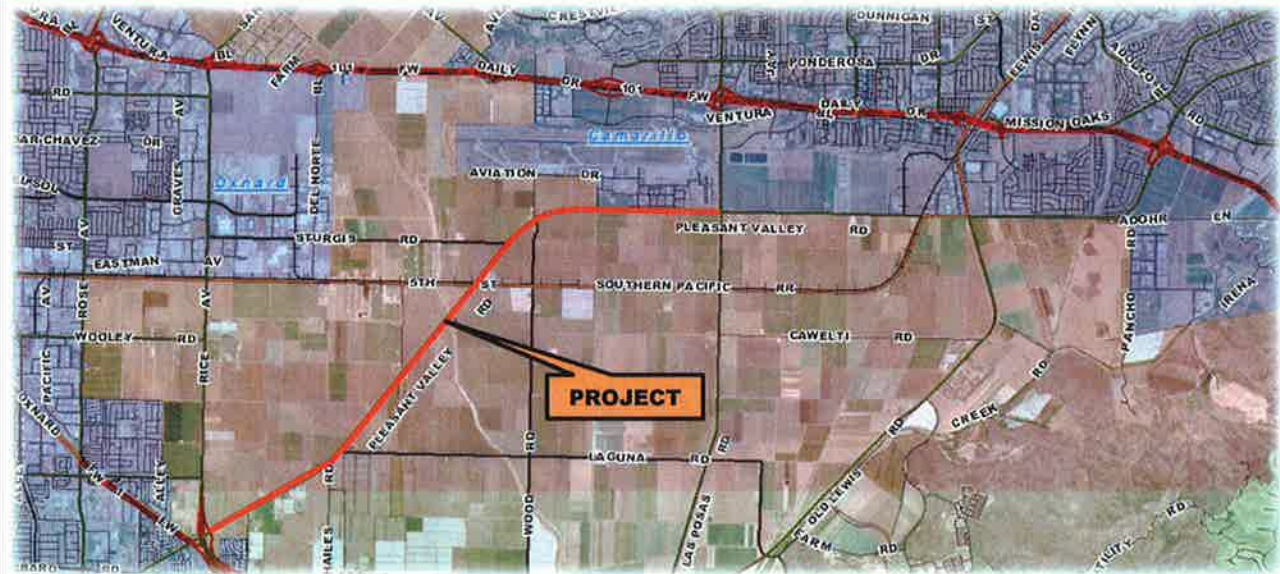 CRESTVIEW
DUNNIGAN ST
VENTURA BL
FARM
BL
101 FW
DAILY DR
101 FW
JAY
PONDEROSA DR
LEWIS
FLYNN
ADOLFO
RD
RD
VENTURA BL
DAILY DR
MISSION OAKS
AV
DR
GRAVES
Oxnard
DEL NORTE
Camarillo
AVIATION DR
ST
AV
EASTMAN AV
STURGIS RD
PLEASANT VALLEY RD
ADOHR LN
RD
5TH ST
SOUTHERN PACIFIC RR
IRENA
ROSE
AV
AV
WOOLEY RD
RD
CAWELTI RD
PANCHO
PACIFIC
RICE
PLEASANT VALLEY
PROJECT
RD
CREEK
OXNARD
FW
ALLEY
RD
RD
RD
LAGUNA RD
RD
OLD LEWIS
WOOD
LAS POSAS
FARM RD
RD
RD